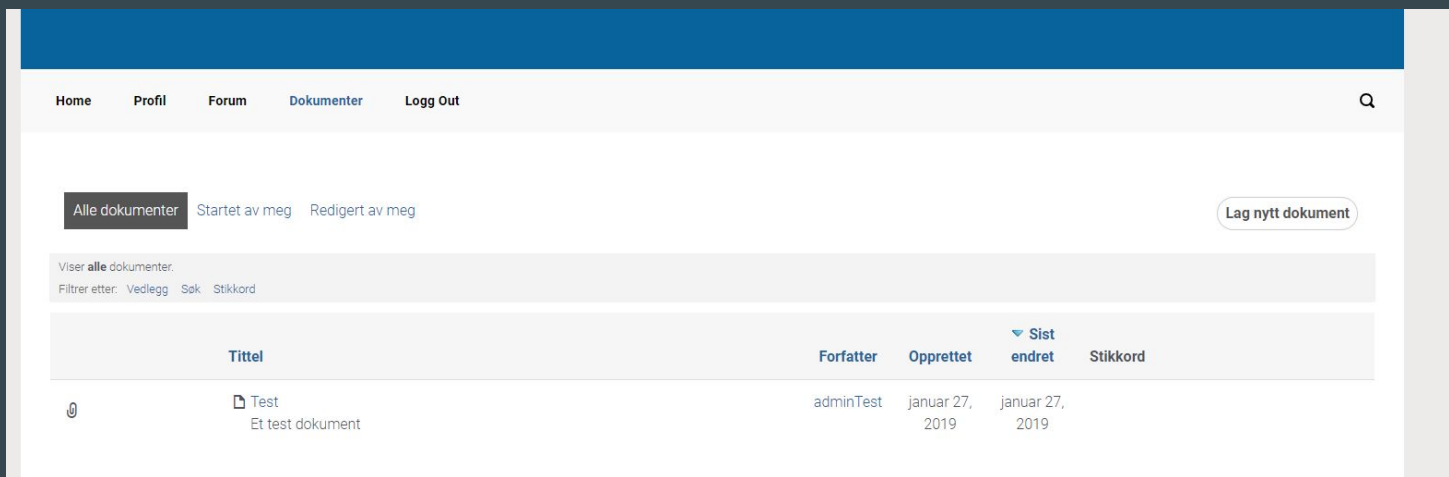 Home Profil Forum Dokumenter Logg Out
Alle dokumenter Startet av meg Redigert av meg Lag nytt dokument
Viser alle dokumenter.
Filtrer etter: Vedlegg Søk Stikkord
Tittel Forfatter Opprettet Sist endret Stikkord
Test adminTest januar 27, 2019 januar 27, 2019
Et test dokument